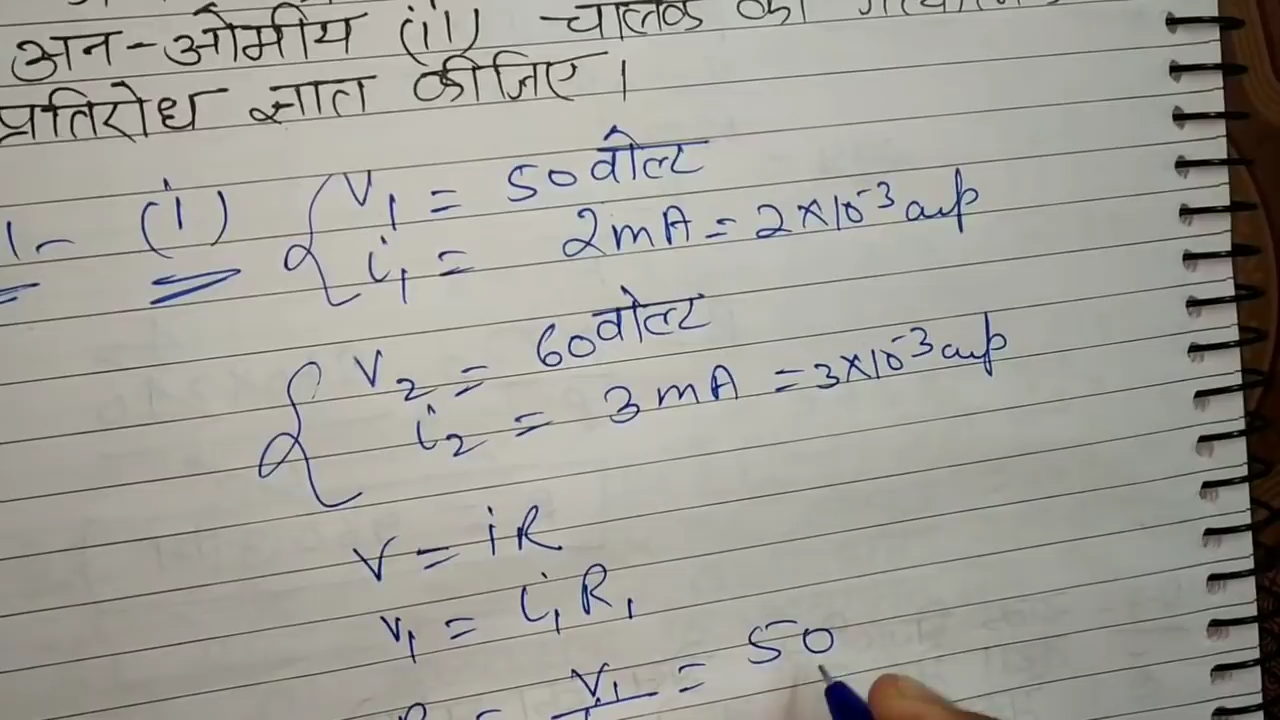 अन-ओमीय (ii) चालक का
प्रतिरोध ज्ञात कीजिए।
1- (i) V1 = 50 वोल्ट
i1 = 2mA = 2×10^-3 amp
V2 = 60 वोल्ट
i2 = 3mA = 3×10^-3 amp
V = iR
V1 = i1R1
V1 = 50